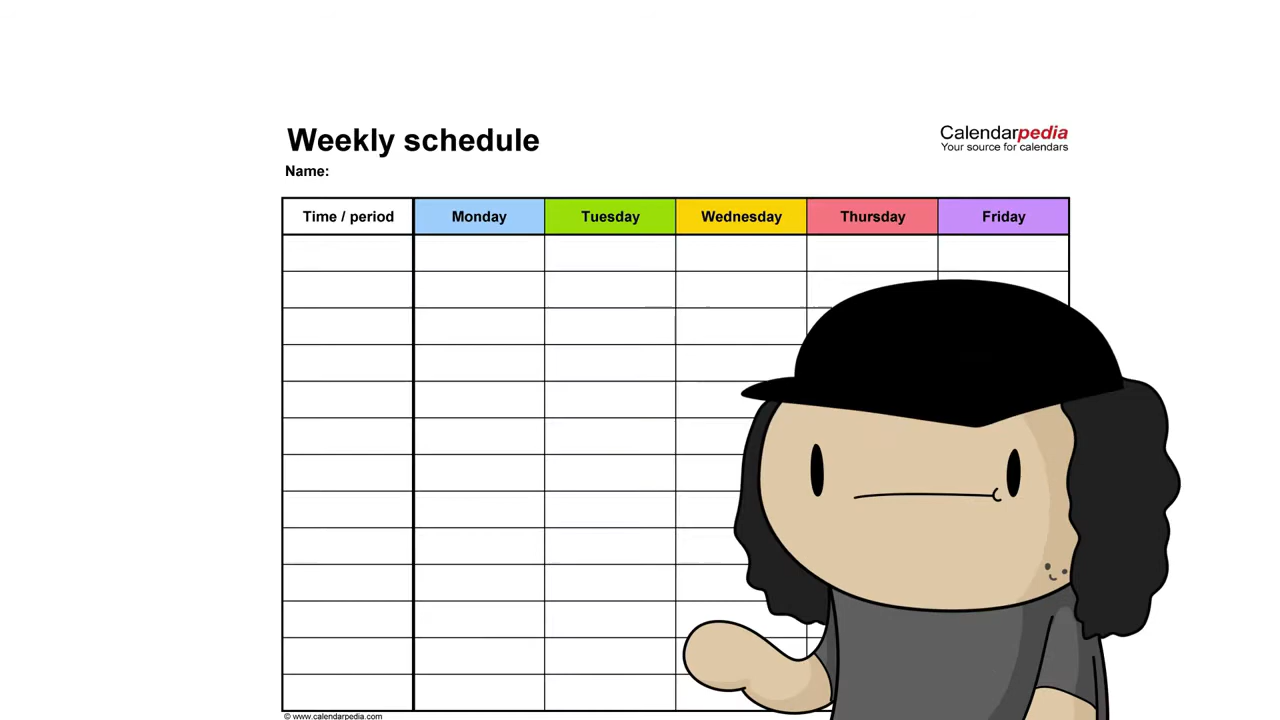 Weekly schedule
Calendarpedia
Your source for calendars
Name:
Time / period Monday Tuesday Wednesday Thursday Friday
© www.calendarpedia.com